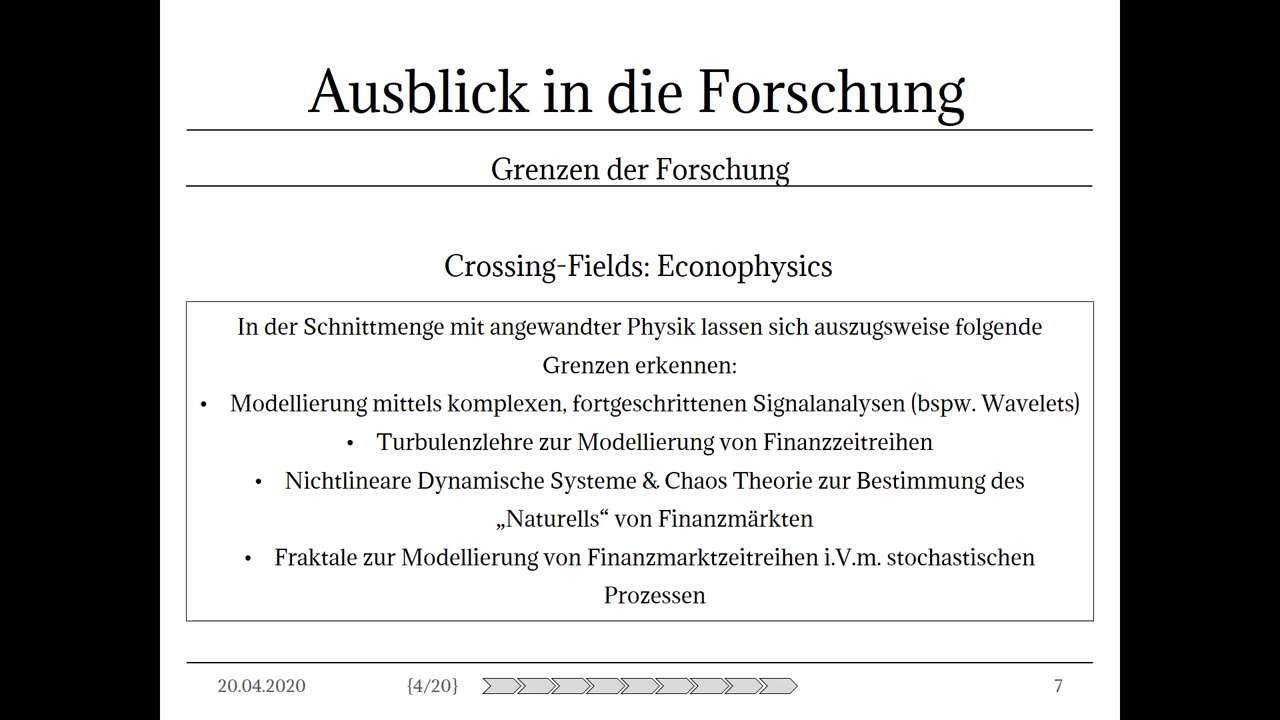 Ausblick in die Forschung
Grenzen der Forschung
Crossing-Fields: Econophysics
In der Schnittmenge mit angewandter Physik lassen sich auszugsweise folgende
Grenzen erkennen:
• Modellierung mittels komplexen, fortgeschrittenen Signalanalysen (bspw. Wavelets)
• Turbulenzlehre zur Modellierung von Finanzzeitreihen
• Nichtlineare Dynamische Systeme & Chaos Theorie zur Bestimmung des
„Naturells“ von Finanzmärkten
• Fraktale zur Modellierung von Finanzmarktzeitreihen i.V.m. stochastischen
Prozessen
20.04.2020 {4/20} 7